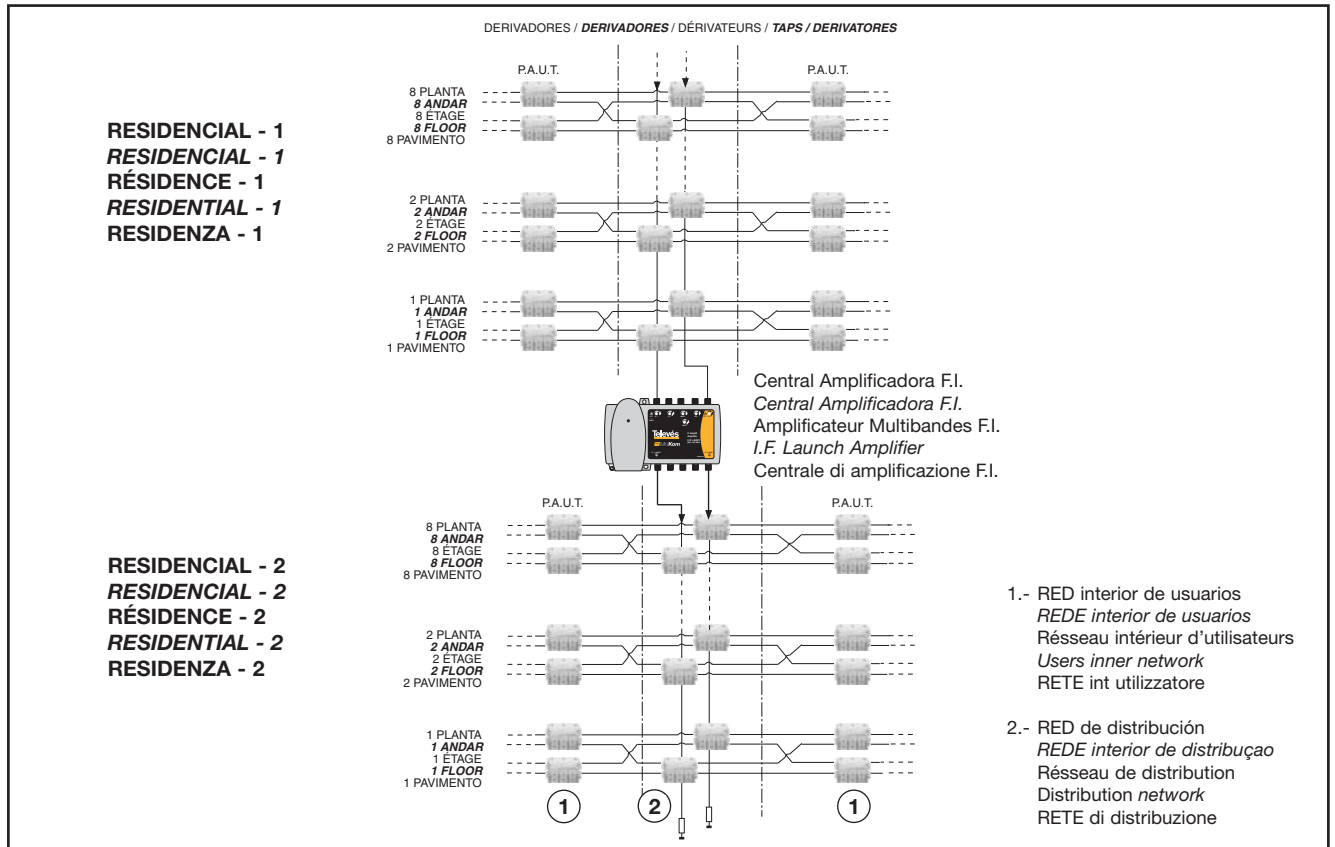 DERIVADORES / DERIVADORES / DÉRIVATEURS / TAPS / DERIVATORES
P.A.U.T.
P.A.U.T.
RESIDENCIAL - 1
RESIDENCIAL - 1
RÉSIDENCE - 1
RESIDENTIAL - 1
RESIDENZA - 1
8 PLANTA
8 ANDAR
8 ÉTAGE
8 FLOOR
8 PAVIMENTO
2 PLANTA
2 ANDAR
2 ÉTAGE
2 FLOOR
2 PAVIMENTO
1 PLANTA
1 ANDAR
1 ÉTAGE
1 FLOOR
1 PAVIMENTO
Televés
Central Amplificadora F.I.
Central Amplificadora F.I.
Amplificateur Multibandes F.I.
I.F. Launch Amplifier
Centrale di amplificazione F.I.
P.A.U.T.
P.A.U.T.
RESIDENCIAL - 2
RESIDENCIAL - 2
RÉSIDENCE - 2
RESIDENTIAL - 2
RESIDENZA - 2
8 PLANTA
8 ANDAR
8 ÉTAGE
8 FLOOR
8 PAVIMENTO
2 PLANTA
2 ANDAR
2 ÉTAGE
2 FLOOR
2 PAVIMENTO
1 PLANTA
1 ANDAR
1 ÉTAGE
1 FLOOR
1 PAVIMENTO
1
2
1
1.- RED interior de usuarios
REDE interior de usuarios
Résseau intérieur d'utilisateurs
Users inner network
RETE int utilizzatore
2.- RED de distribución
REDE interior de distribuçao
Résseau de distribution
Distribution network
RETE di distribuzione